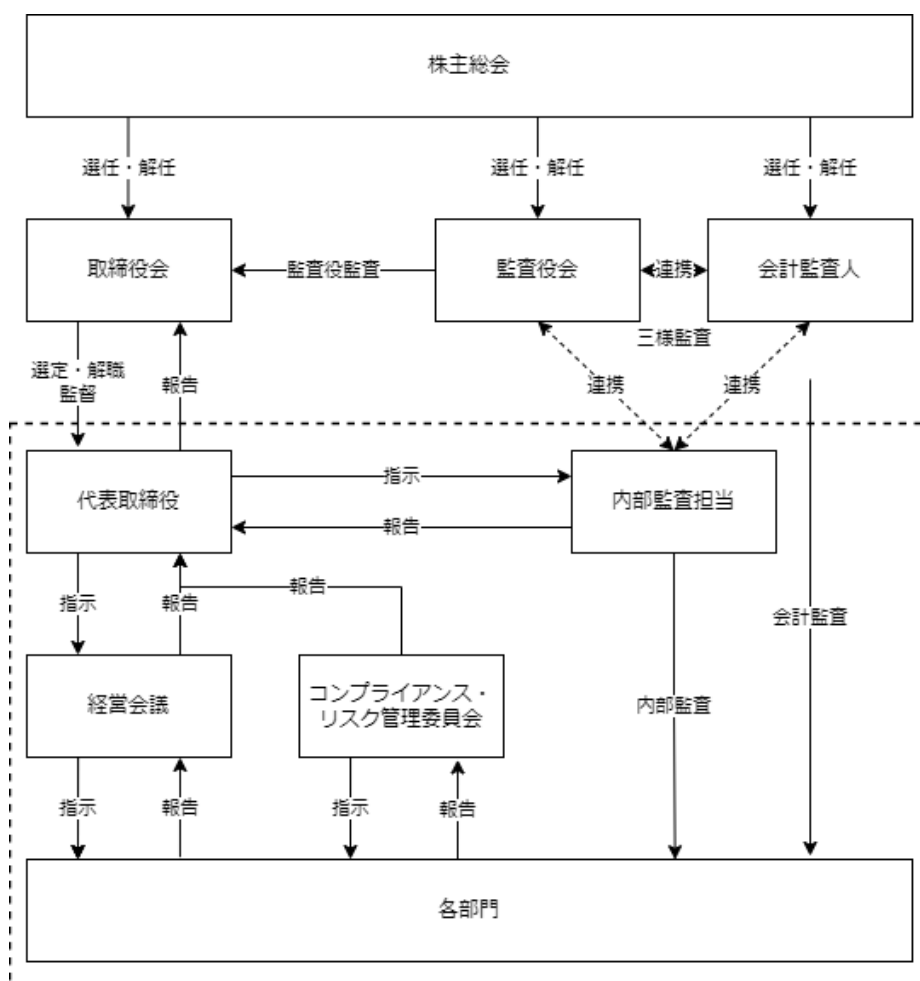 株主総会
選任・解任
選任・解任
選任・解任
取締役会
監査役監査
監査役会
連携
会計監査人
三様監査
選定・解職
監督
報告
連携
連携
代表取締役
指示
報告
内部監査担当
指示
報告
報告
会計監査
経営会議
コンプライアンス・
リスク管理委員会
内部監査
指示
報告
指示
報告
各部門